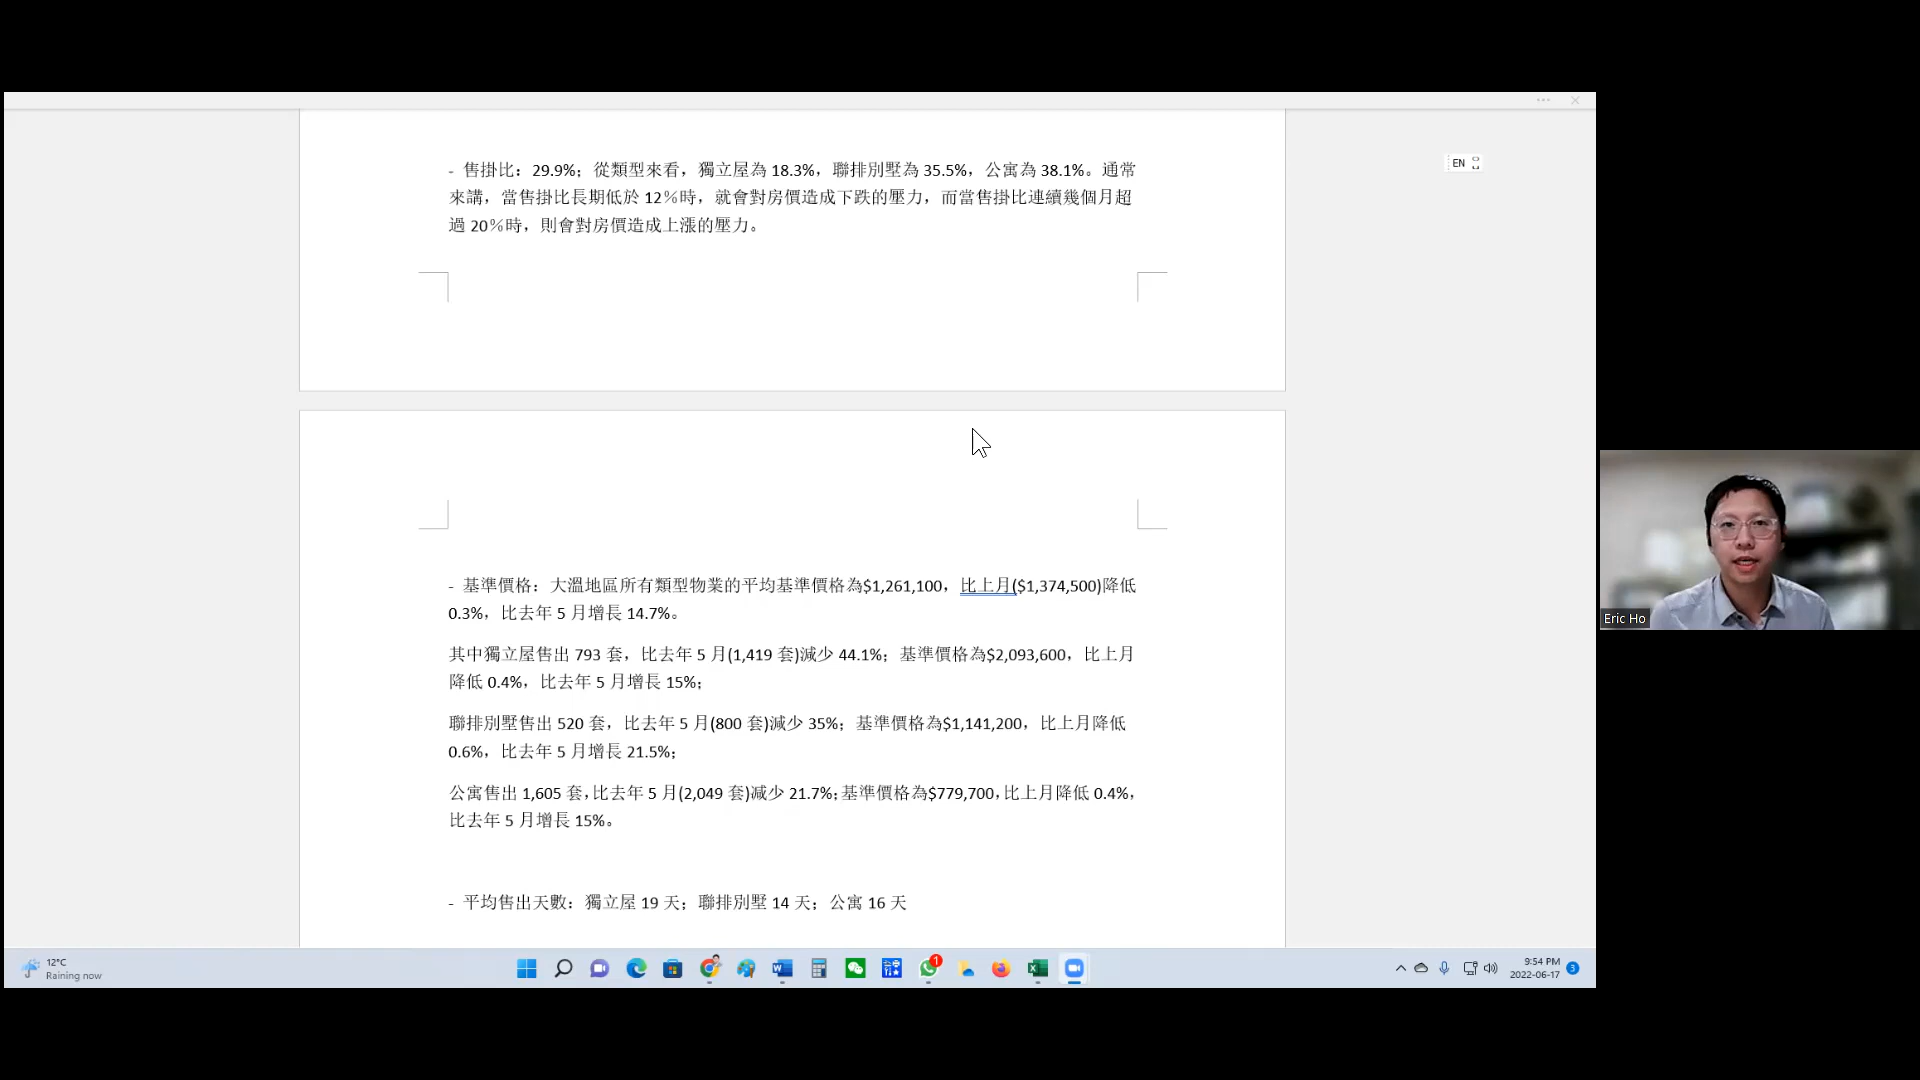 EN
- 售掛比：29.9%；從類型來看，獨立屋為 18.3%，聯排別墅為 35.5%，公寓為 38.1%。通常
來講，當售掛比長期低於 12％時，就會對房價造成下跌的壓力，而當售掛比連續幾個月超
過 20％時，則會對房價造成上漲的壓力。
- 基準價格：大溫地區所有類型物業的平均基準價格為$1,261,100，比上月($1,374,500)降低
0.3%，比去年 5 月增長 14.7%。
其中獨立屋售出 793 套，比去年 5 月(1,419 套)減少 44.1%；基準價格為$2,093,600，比上月
降低 0.4%，比去年 5 月增長 15%；
聯排別墅售出 520 套，比去年 5 月(800 套)減少 35%；基準價格為$1,141,200，比上月降低
0.6%，比去年 5 月增長 21.5%；
公寓售出 1,605 套，比去年 5 月(2,049 套)減少 21.7%；基準價格為$779,700，比上月降低 0.4%，
比去年 5 月增長 15%。
- 平均售出天數：獨立屋 19 天；聯排別墅 14 天；公寓 16 天
Eric Ho
12°C
Raining now
1
9:54 PM
2022-06-17
3